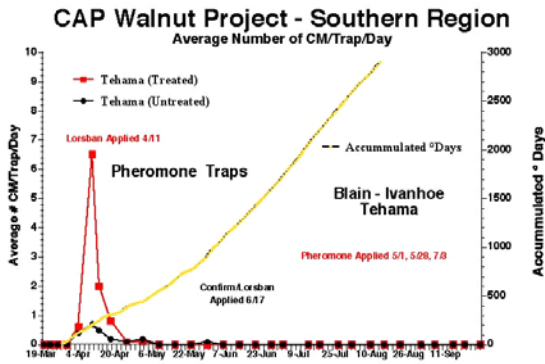 CAP Walnut Project - Southern Region
Average Number of CM/Trap/Day
10
9
8
7
6
5
4
3
2
1
0
Average # CM/Trap/Day
Tehama (Treated)
Tehama (Untreated)
Lorsban Applied 4/11
Pheromone Traps
Accummulated °Days
Blain - Ivanhoe
Tehama
Pheromone Applied 5/1, 5/28, 7/3
Confirm/Lorsban
Applied 6/17
3000
2500
2000
1500
1000
500
0
Accummulated ° Days
19-Mar 4-Apr 20-Apr 6-May 22-May 7-Jun 23-Jun 9-Jul 25-Jul 10-Aug 26-Aug 11-Sep